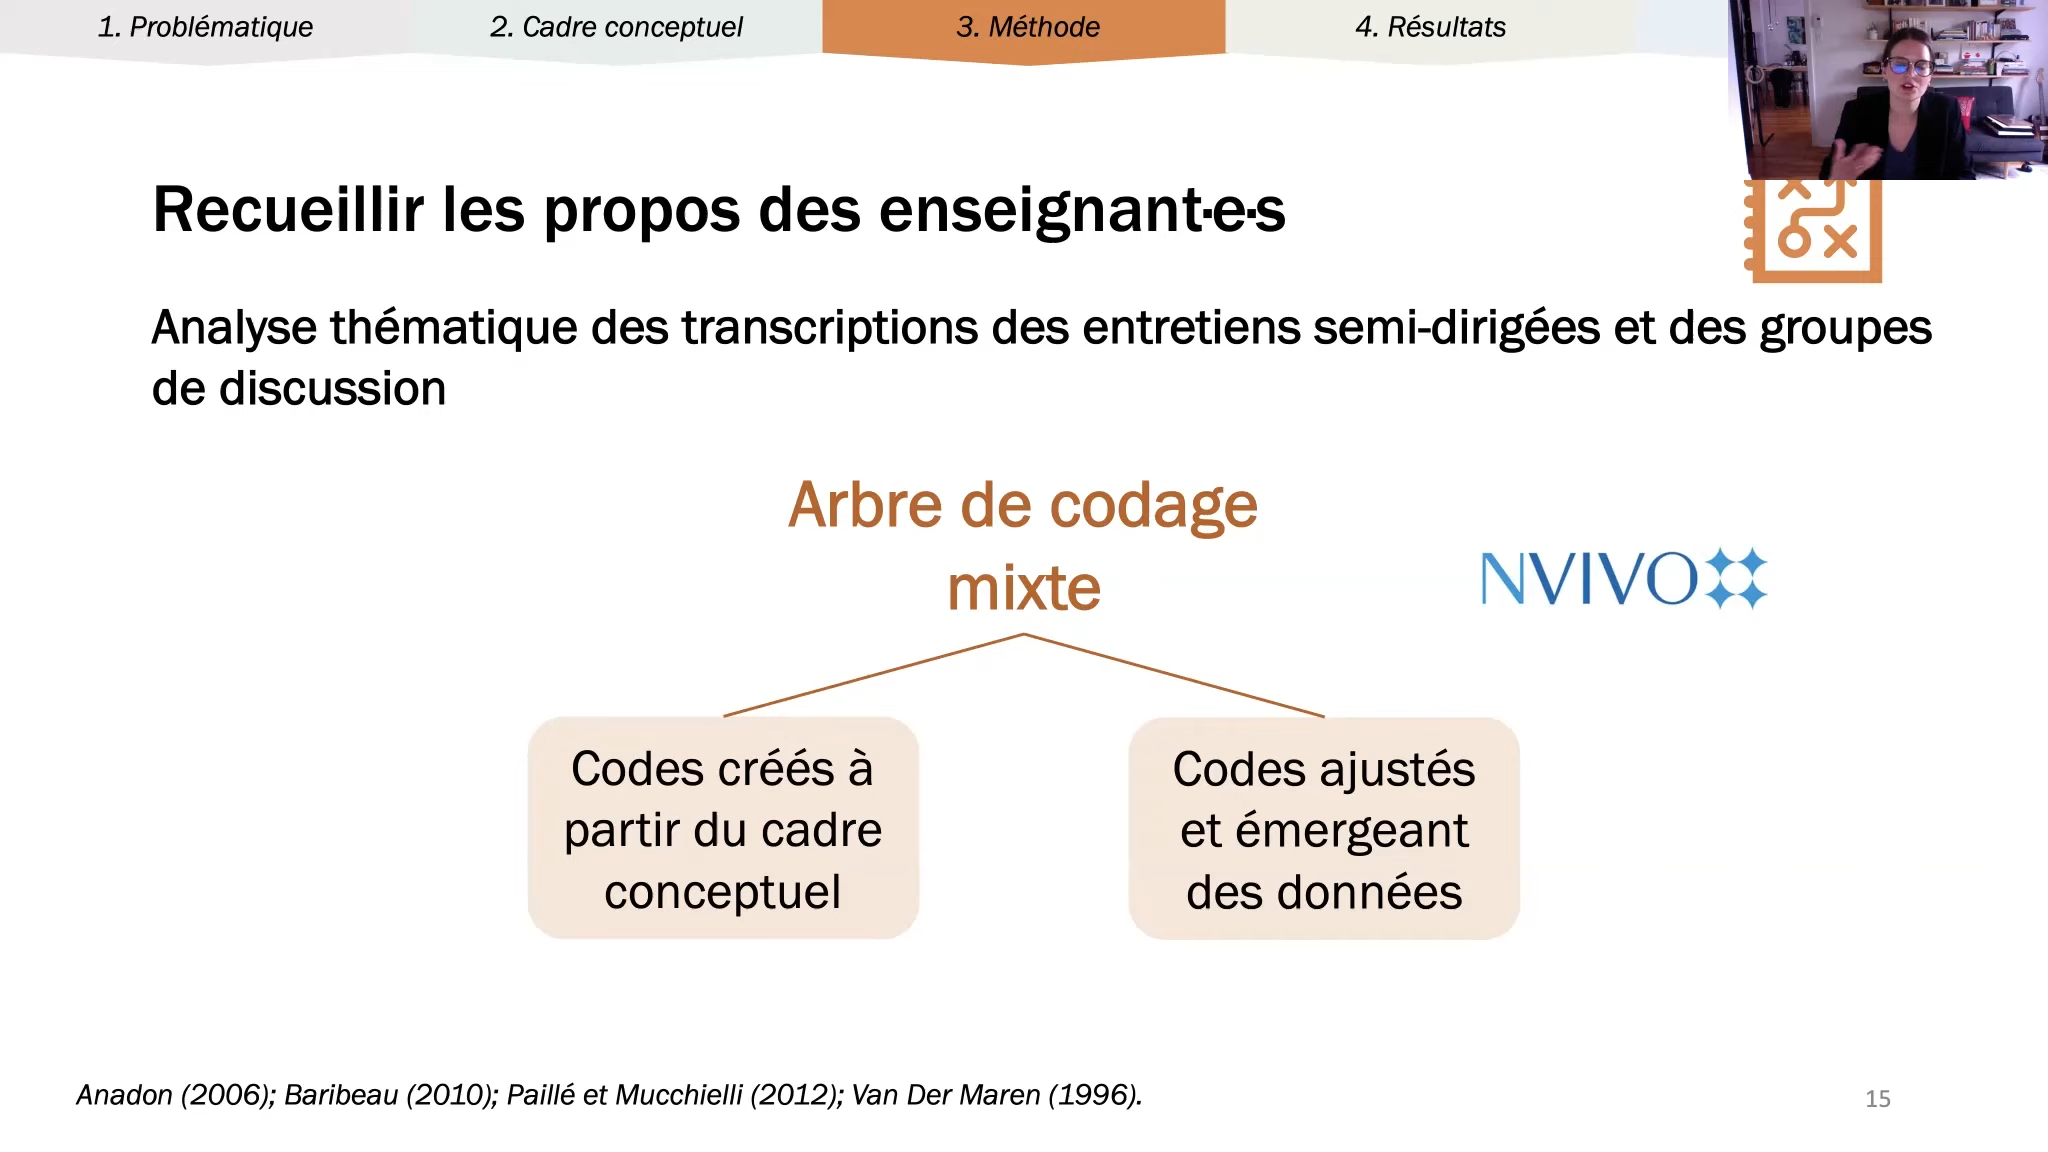 1. Problématique
2. Cadre conceptuel
3. Méthode
4. Résultats
Recueillir les propos des enseignant·e·s
Analyse thématique des transcriptions des entretiens semi-dirigées et des groupes
de discussion
Arbre de codage
mixte
NVIVO
Codes créés à
partir du cadre
conceptuel
Codes ajustés
et émergeant
des données
Anadon (2006); Baribeau (2010); Paillé et Mucchielli (2012); Van Der Maren (1996).
15